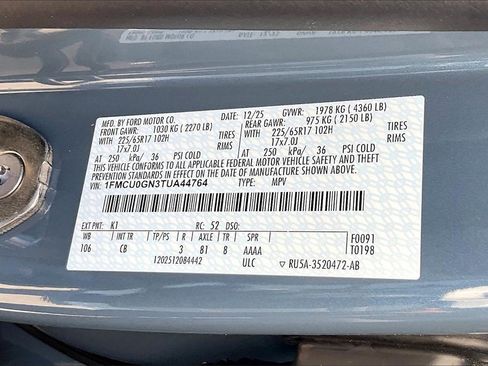 MFD. BY FORD MOTOR CO. 12/25 GVWR: 1978 KG ( 4360 LB)
FRONT GAWR: 1030 KG ( 2270 LB) REAR GAWR: 975 KG ( 2150 LB)
225/65R17 102H TIRES WITH 225/65R17 102H TIRES
17x7.0J RIMS 17x7.0J RIMS
AT 250 kPa/ 36 PSI COLD AT 250 kPa/ 36 PSI COLD
THIS VEHICLE CONFORMS TO ALL APPLICABLE FEDERAL MOTOR VEHICLE SAFETY AND THEFT PREVENTION
STANDARDS IN EFFECT ON THE DATE OF MANUFACTURE SHOWN ABOVE.
VIN: 1FMCU0GN3TUA44764 TYPE: MPV
EXT PNT: K1 RC: 52 DSO: F0091
WB INT TR TP/PS R AXLE TR SPR T0198
106 CB 3 81 8 AAAA
1202512084442 ULC RU5A-3520472-AB